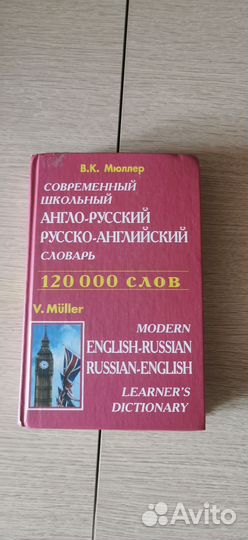 В.К. Мюллер
СОВРЕМЕННЫЙ
ШКОЛЬНЫЙ
АНГЛО-РУССКИЙ
РУССКО-АНГЛИЙСКИЙ
СЛОВАРЬ
120 000 СЛОВ
V. Müller
MODERN
ENGLISH-RUSSIAN
RUSSIAN-ENGLISH
LEARNER'S
DICTIONARY
Avito